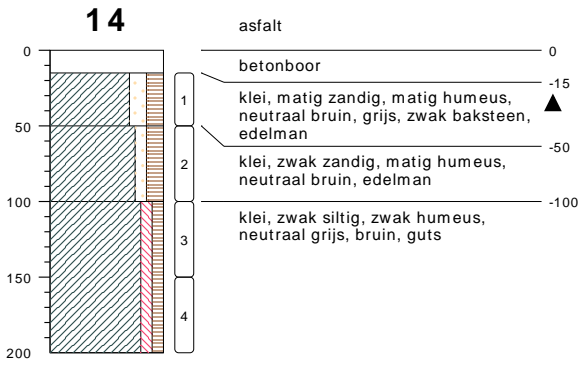 14
asfalt
0
0
betonboor
-15
1
klei, matig zandig, matig humeus,
neutraal bruin, grijs, zwak baksteen,
edelman
50
-50
2
klei, zwak zandig, matig humeus,
neutraal bruin, edelman
100
-100
3
klei, zwak siltig, zwak humeus,
neutraal grijs, bruin, guts
150
4
200